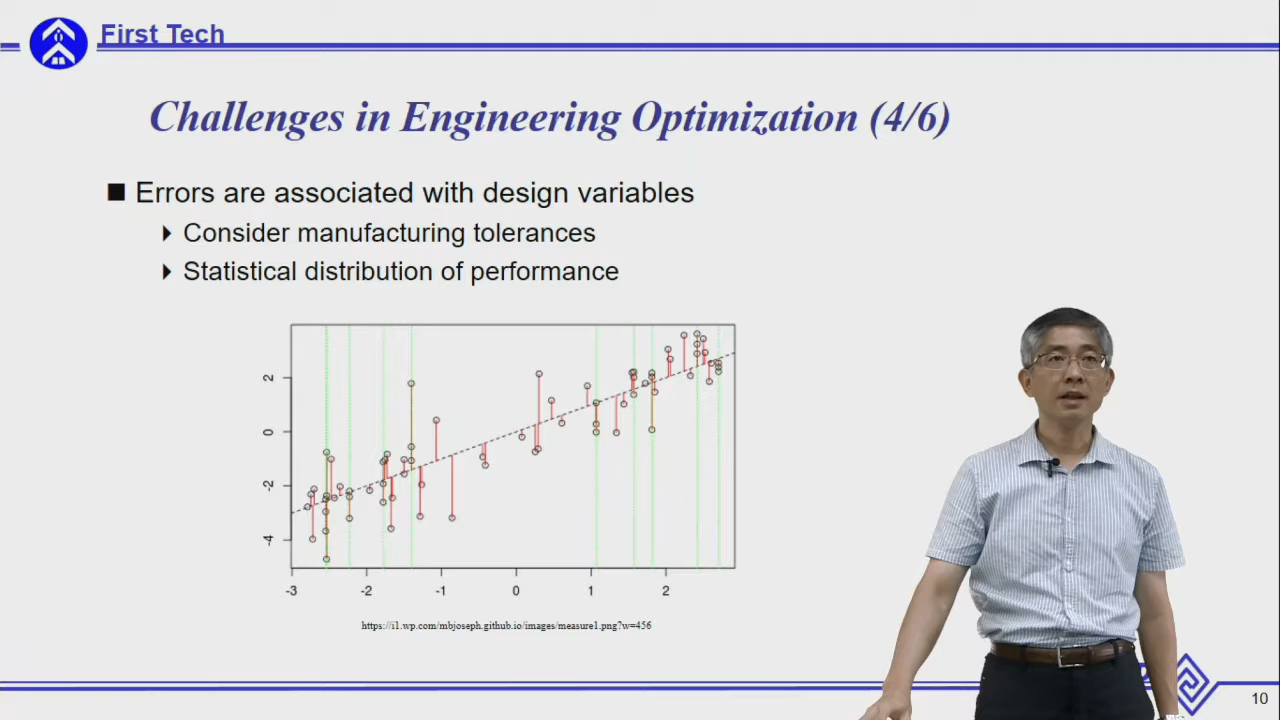 First Tech
Challenges in Engineering Optimization (4/6)
Errors are associated with design variables
Consider manufacturing tolerances
Statistical distribution of performance
2
0
-2
-4
-3 -2 -1 0 1 2
https://i1.wp.com/mbjoseph.github.io/images/measure1.png?w=456
10